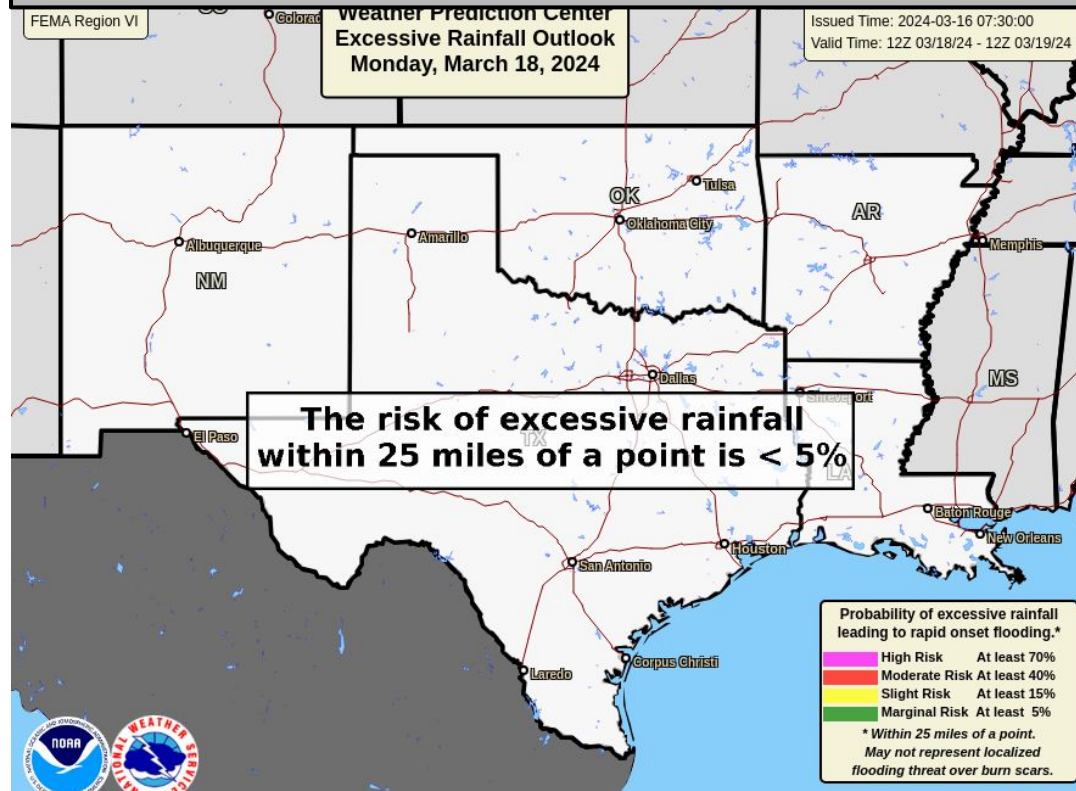 FEMA Region VI
Weather Prediction Center
Excessive Rainfall Outlook
Monday, March 18, 2024
Issued Time: 2024-03-16 07:30:00
Valid Time: 12Z 03/18/24 - 12Z 03/19/24
Tulsa
OK
Oklahoma City
AR
Albuquerque
Amarillo
Memphis
NM
Dallas
MS
Shreveport
The risk of excessive rainfall
within 25 miles of a point is < 5%
El Paso
TX
LA
Baton Rouge
New Orleans
Houston
San Antonio
Laredo
Corpus Christi
Probability of excessive rainfall
leading to rapid onset flooding.*
High Risk At least 70%
Moderate Risk At least 40%
Slight Risk At least 15%
Marginal Risk At least 5%
* Within 25 miles of a point.
May not represent localized
flooding threat over burn scars.
NOAA
NATIONAL WEATHER SERVICE